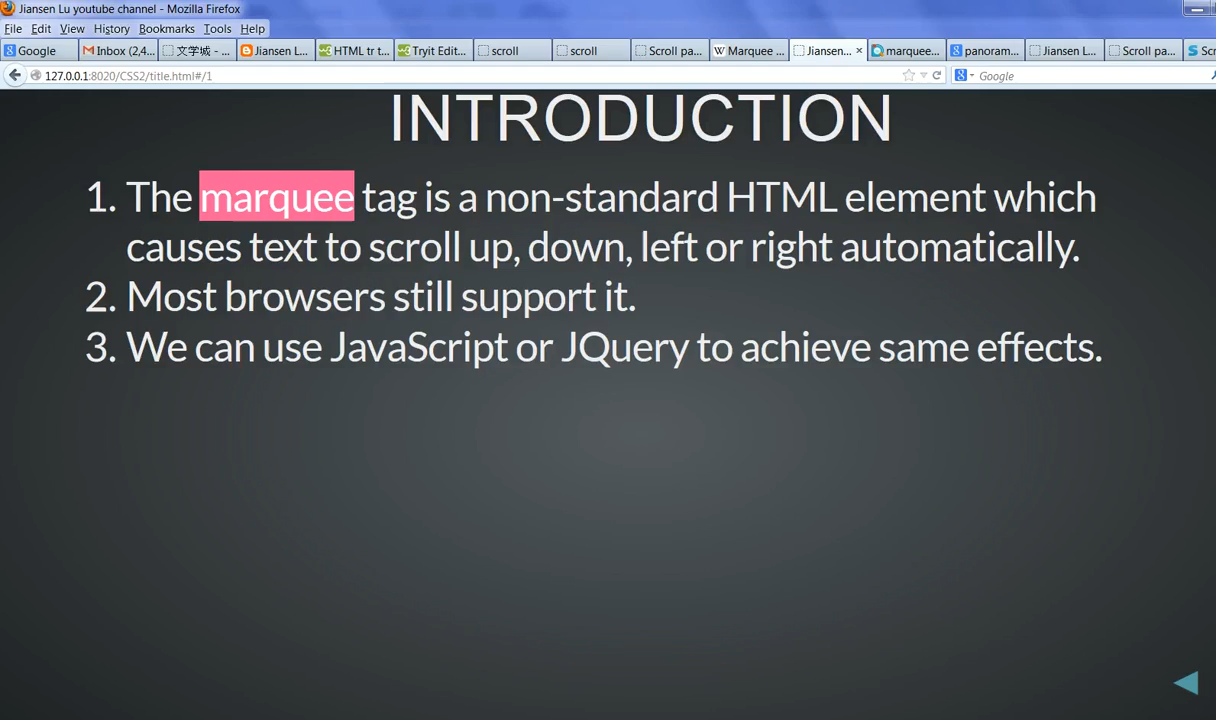 Jiansen Lu youtube channel - Mozilla Firefox
File Edit View History Bookmarks Tools Help
Google Inbox (2,4... 文学城 - ... Jiansen L... HTML tr t... Tryit Edit... scroll scroll Scroll pa... Marquee ... Jiansen... × marquee... panoram... Jiansen L... Scroll pa... Scr
127.0.0.1:8020/CSS2/title.html#/1 Google
INTRODUCTION
1. The marquee tag is a non-standard HTML element which
causes text to scroll up, down, left or right automatically.
2. Most browsers still support it.
3. We can use JavaScript or JQuery to achieve same effects.